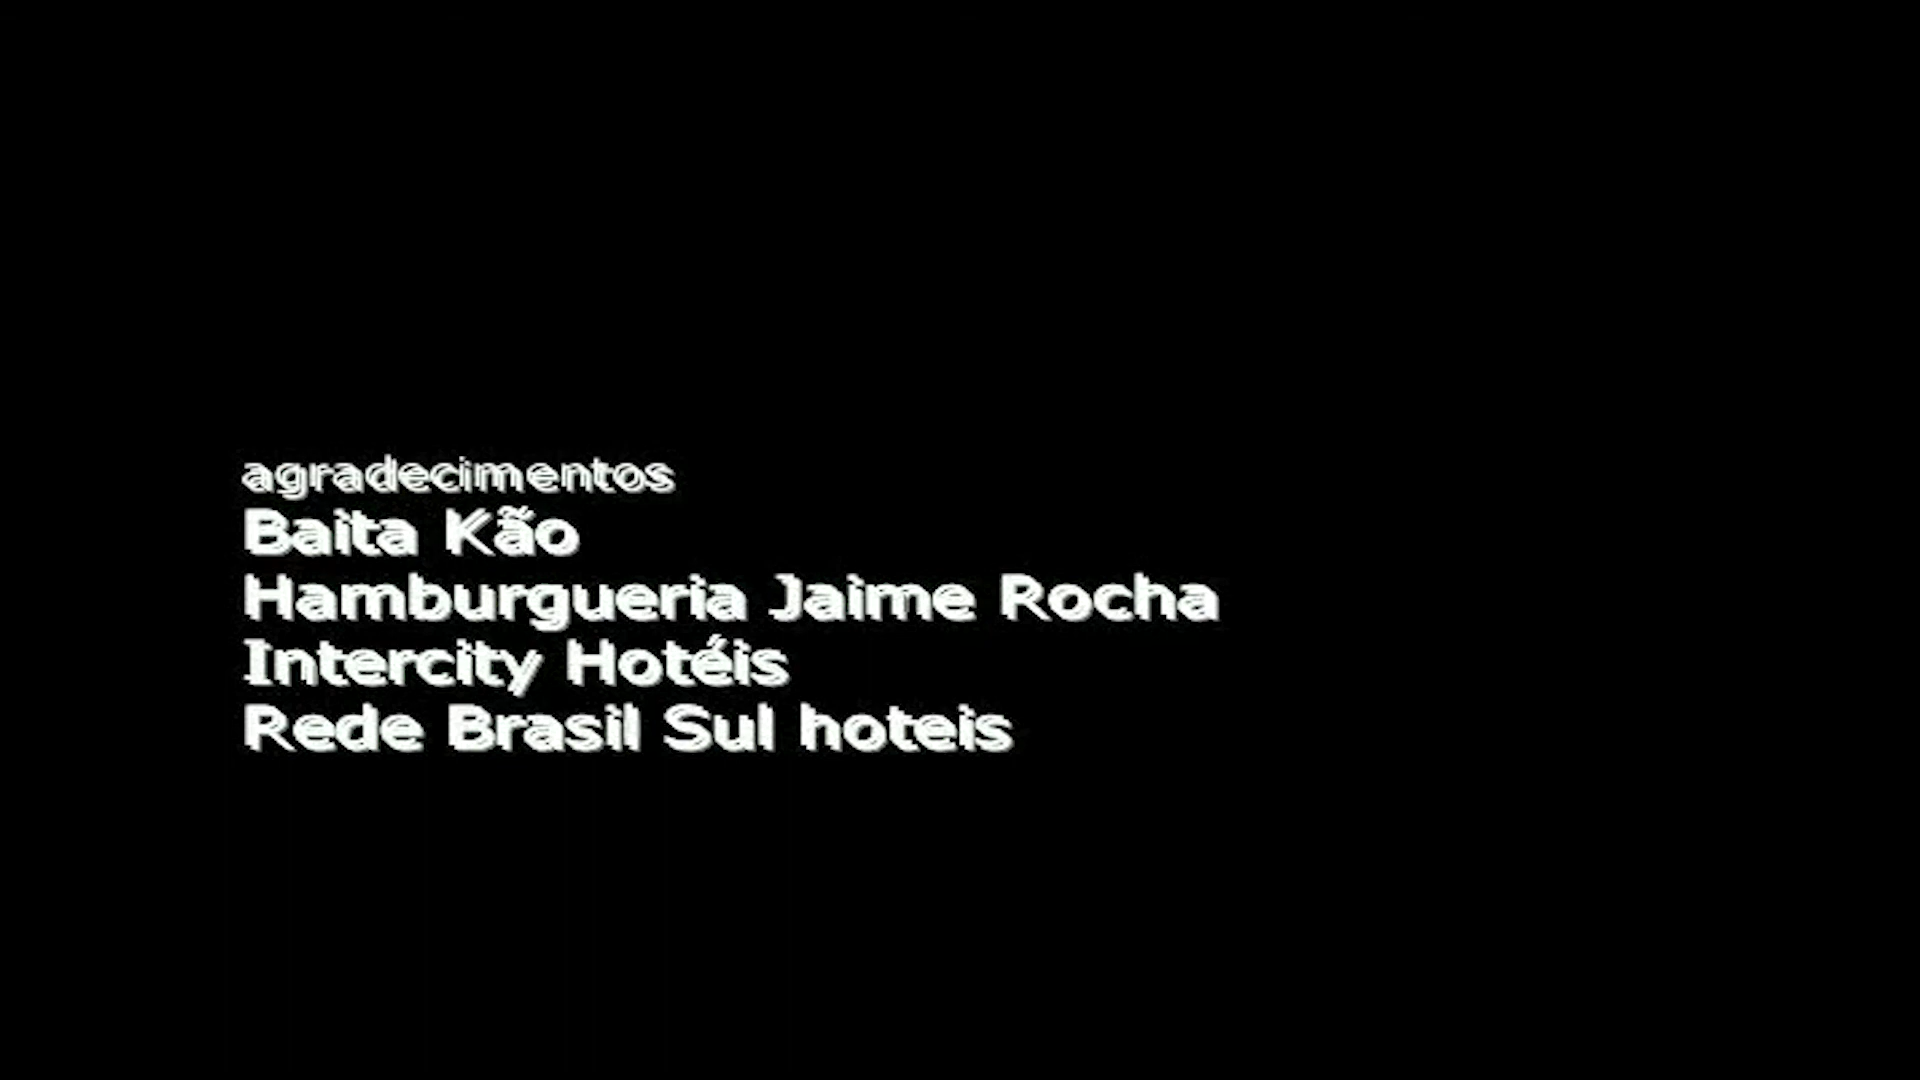 agradecimentos
Baita Kão
Hamburgueria Jaime Rocha
Intercity Hotéis
Rede Brasil Sul hoteis